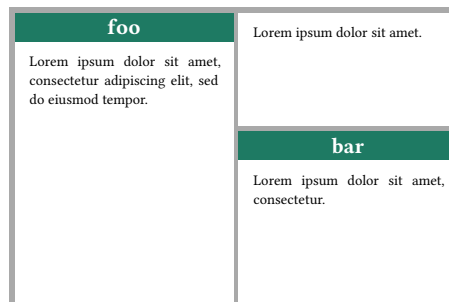 foo
Lorem ipsum dolor sit amet,
consectetur adipiscing elit, sed
do eiusmod tempor.
Lorem ipsum dolor sit amet.
bar
Lorem ipsum dolor sit amet,
consectetur.